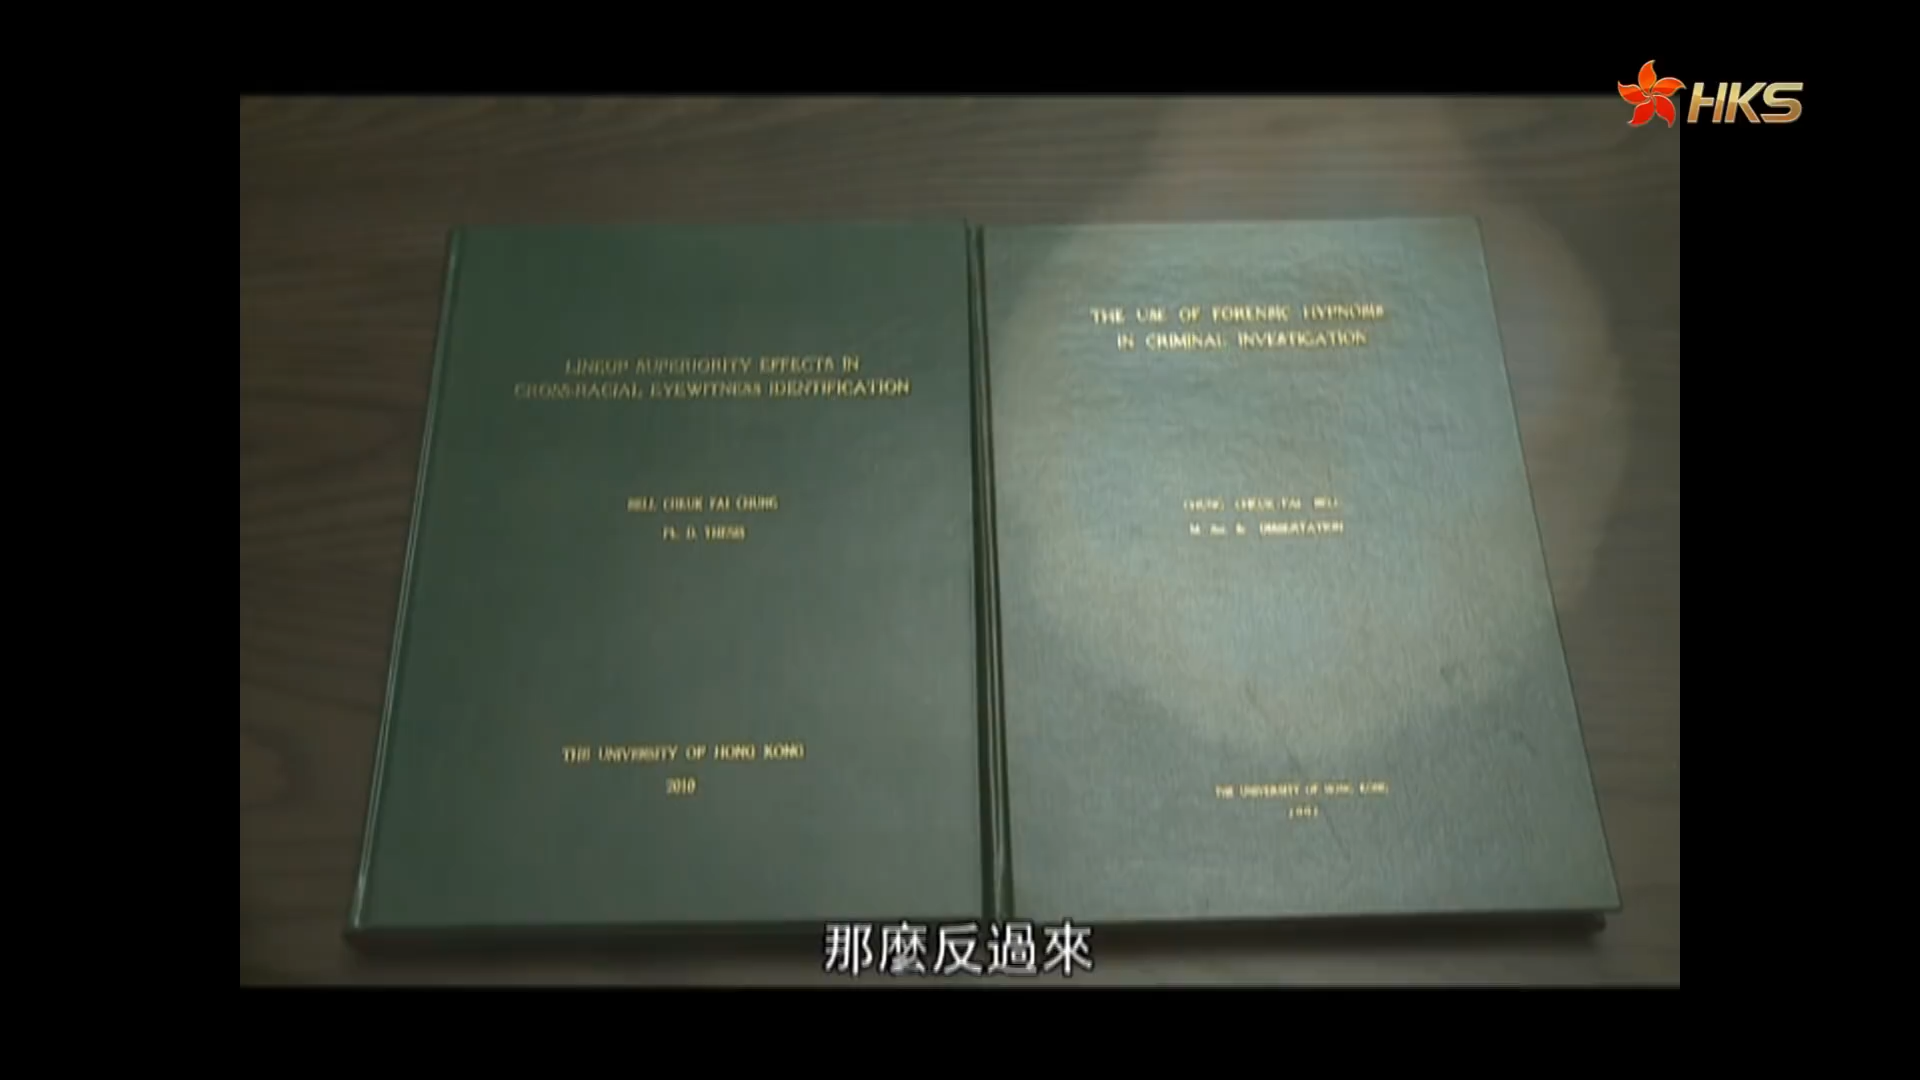 HKS
LINEUP SUPERIORITY EFFECTS IN
CROSS-RACIAL EYEWITNESS IDENTIFICATION
BELL CHEUK FAI CHUNG
Ph. D. THESIS
THE UNIVERSITY OF HONG KONG
2010
THE USE OF FORENSIC HYPNOSIS
IN CRIMINAL INVESTIGATION
CHUNG CHEUK FAI BELL
DISSERTATION
THE UNIVERSITY OF HONG KONG
那麼反過來